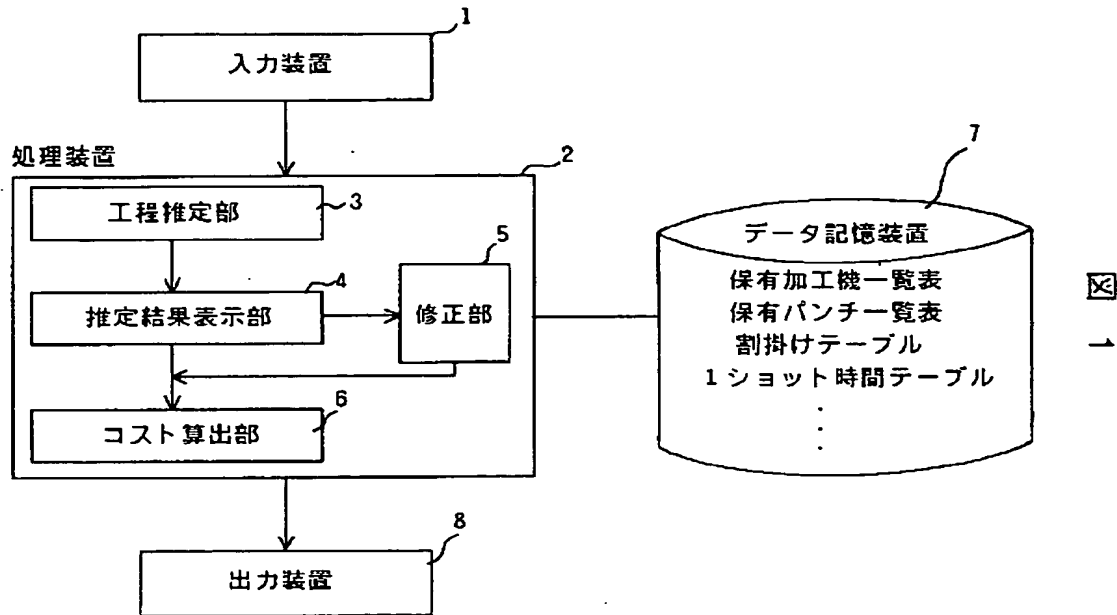 1
入力装置
処理装置
2
工程推定部
3
4
推定結果表示部
5
修正部
6
コスト算出部
7
データ記憶装置
保有加工機一覧表
保有パンチ一覧表
割掛けテーブル
1ショット時間テーブル
・
・
・
8
出力装置
図1